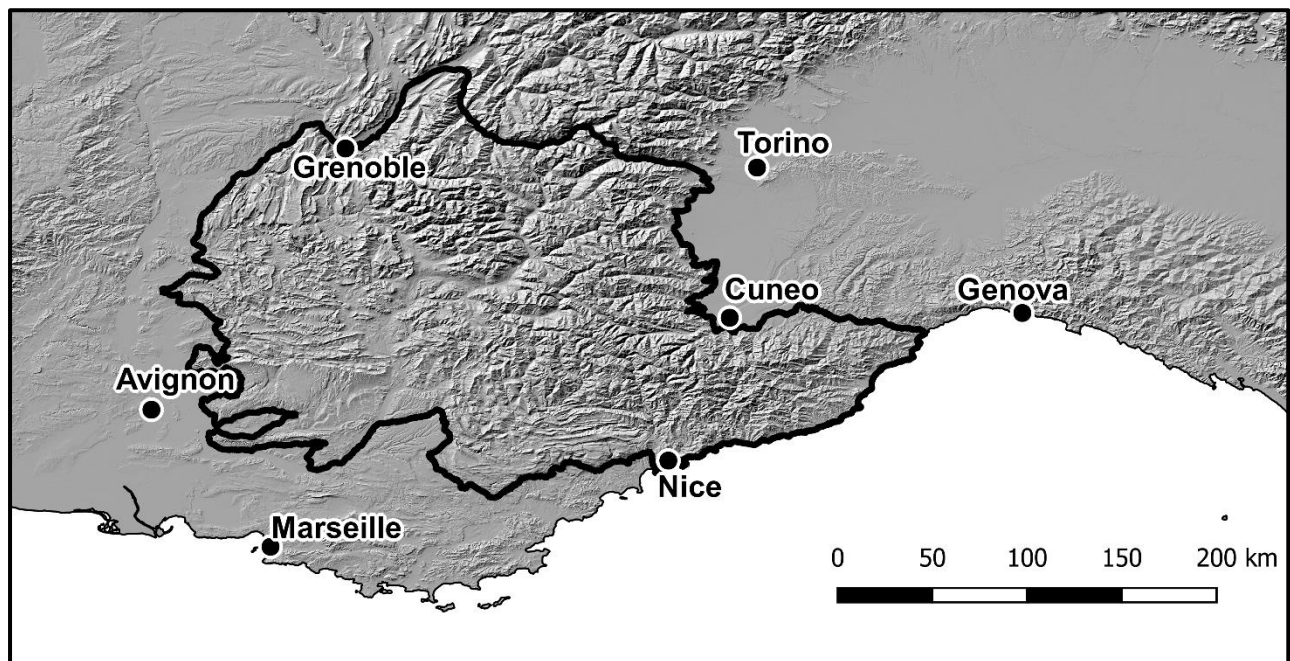 Torino
Grenoble
Cuneo
Genova
Avignon
Nice
Marseille
0 50 100 150 200 km